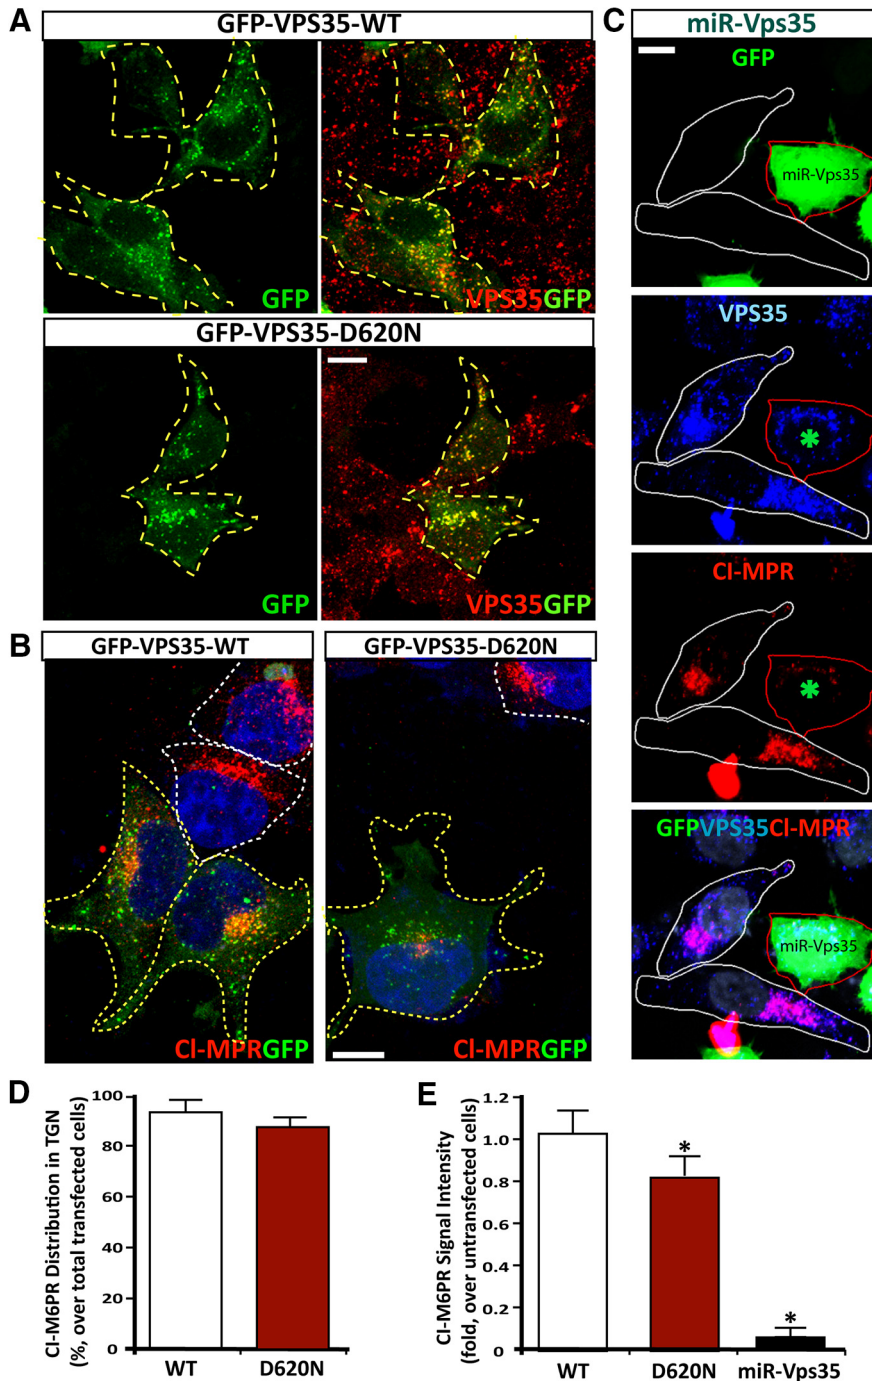 A
GFP-VPS35-WT
GFP
VPS35GFP
GFP-VPS35-D620N
GFP
VPS35GFP
B
GFP-VPS35-WT
CI-MPRGFP
GFP-VPS35-D620N
CI-MPRGFP
C
miR-Vps35
GFP
miR-Vps35
VPS35
*
CI-MPR
*
GFPVPS35CI-MPR
miR-Vps35
D
CI-M6PR Distribution in TGN
(%, over total transfected cells)
100
80
60
40
20
0
WT
D620N
E
CI-M6PR Signal Intensity
(fold, over untransfected cells)
1.2
1.0
0.8
0.6
0.4
0.2
0
*
*
WT
D620N
miR-Vps35